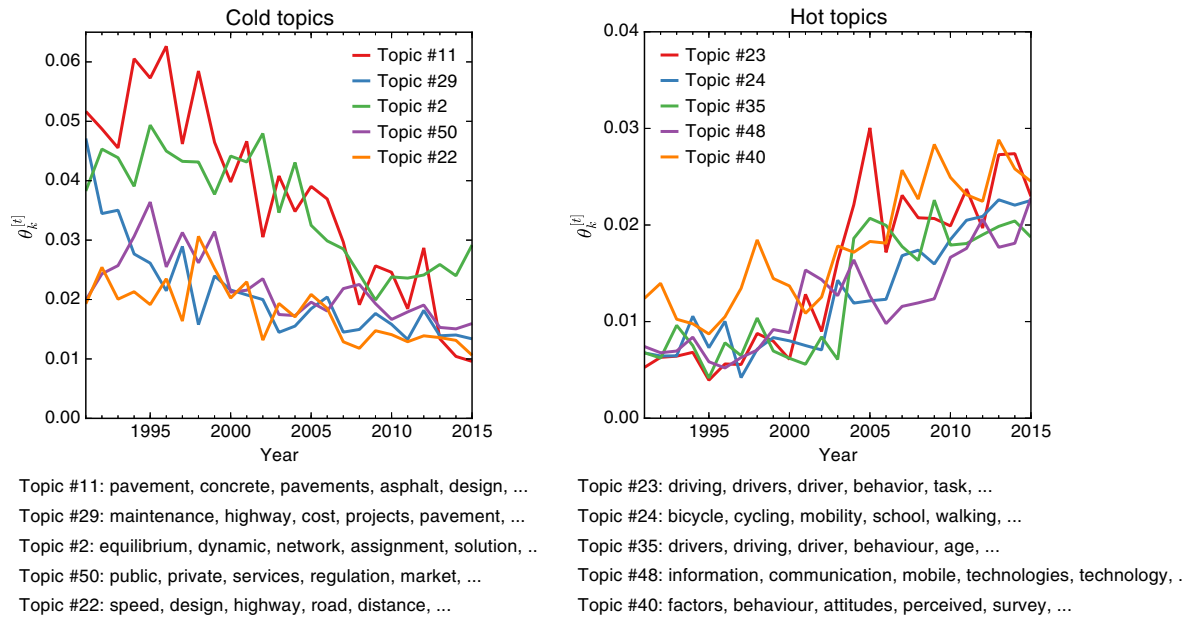 Cold topics
0.06
0.05
0.04
0.03
0.02
0.01
0.00
θ_k^[t]
Topic #11
Topic #29
Topic #2
Topic #50
Topic #22
1995 2000 2005 2010 2015
Year
Hot topics
0.04
0.03
0.02
0.01
0.00
θ_k^[t]
Topic #23
Topic #24
Topic #35
Topic #48
Topic #40
1995 2000 2005 2010 2015
Year
Topic #11: pavement, concrete, pavements, asphalt, design, ...
Topic #29: maintenance, highway, cost, projects, pavement, ...
Topic #2: equilibrium, dynamic, network, assignment, solution, ..
Topic #50: public, private, services, regulation, market, ...
Topic #22: speed, design, highway, road, distance, ...
Topic #23: driving, drivers, driver, behavior, task, ...
Topic #24: bicycle, cycling, mobility, school, walking, ...
Topic #35: drivers, driving, driver, behaviour, age, ...
Topic #48: information, communication, mobile, technologies, technology, .
Topic #40: factors, behaviour, attitudes, perceived, survey, ...